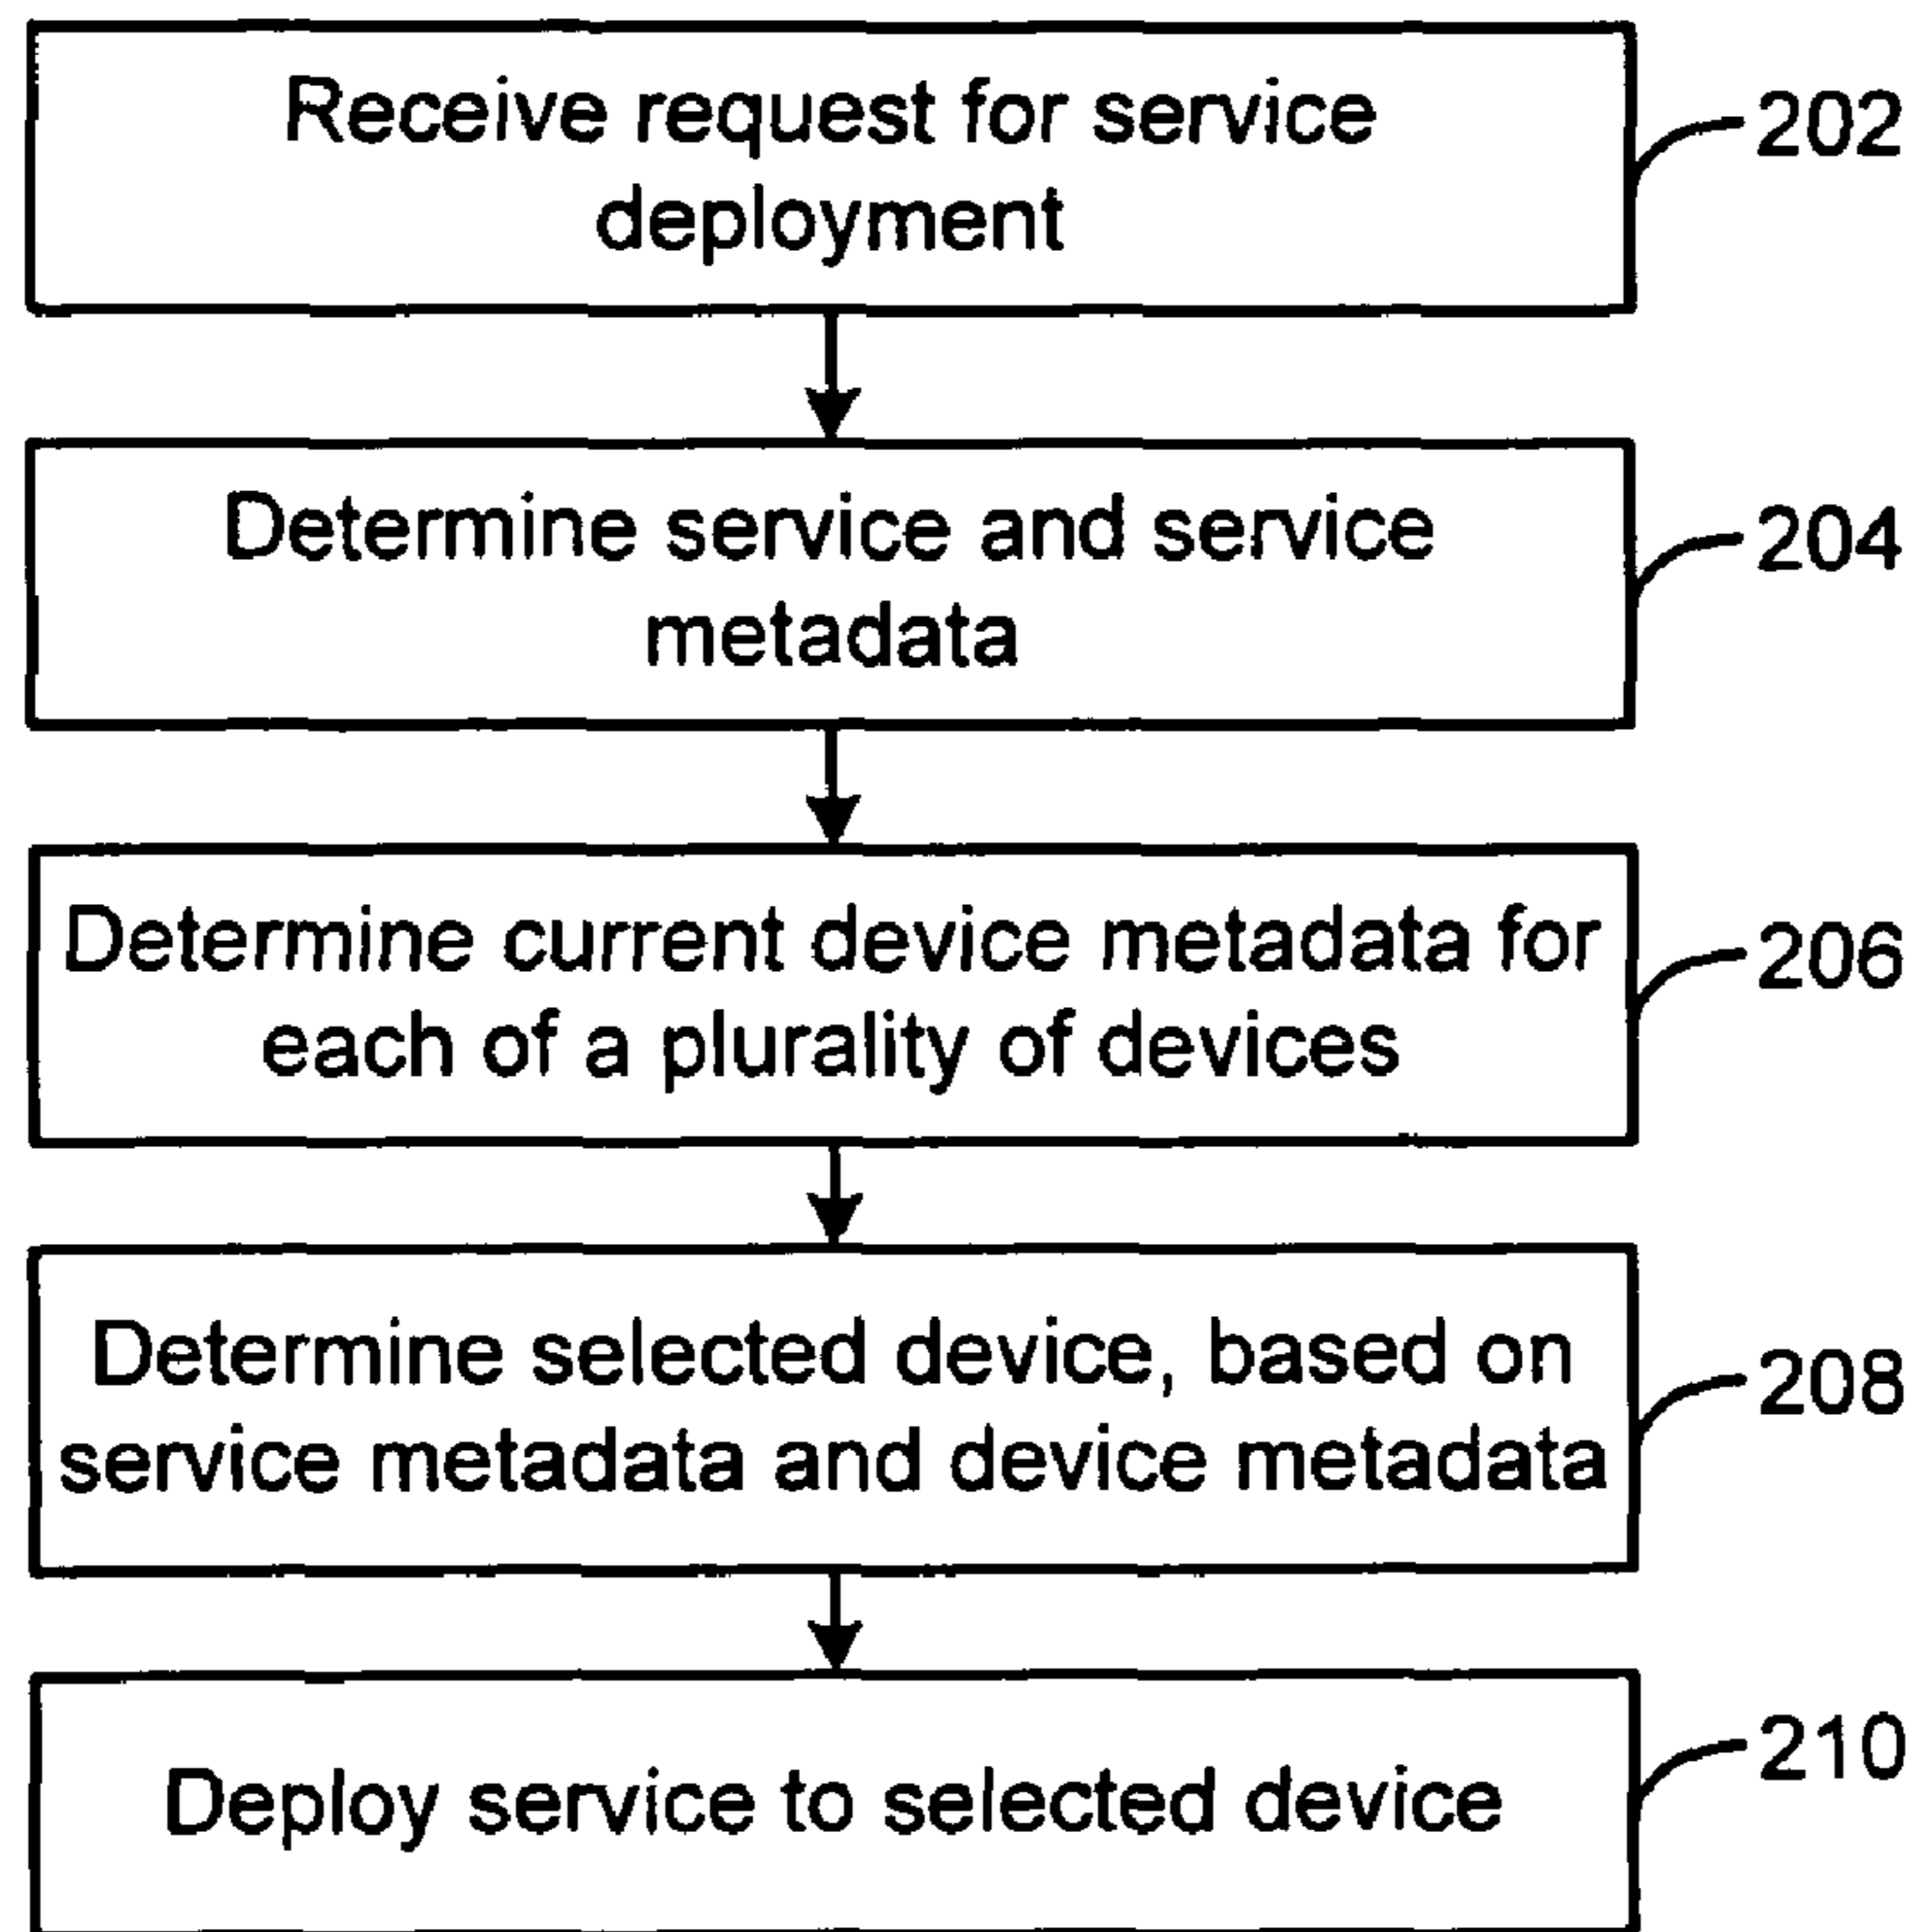 Receive request for service
deployment
202
Determine service and service
metadata
204
Determine current device metadata for
each of a plurality of devices
206
Determine selected device, based on
service metadata and device metadata
208
Deploy service to selected device
210